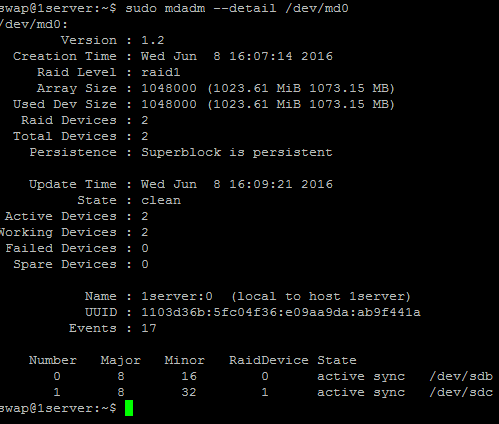 swap@1server:~$ sudo mdadm --detail /dev/md0
/dev/md0:
Version : 1.2
Creation Time : Wed Jun  8 16:07:14 2016
Raid Level : raid1
Array Size : 1048000 (1023.61 MiB 1073.15 MB)
Used Dev Size : 1048000 (1023.61 MiB 1073.15 MB)
Raid Devices : 2
Total Devices : 2
Persistence : Superblock is persistent
Update Time : Wed Jun  8 16:09:21 2016
State : clean
Active Devices : 2
Working Devices : 2
Failed Devices : 0
Spare Devices : 0
Name : 1server:0  (local to host 1server)
UUID : 1103d36b:5fc04f36:e09aa9da:ab9f441a
Events : 17
Number   Major   Minor   RaidDevice State
0       8       16        0      active sync   /dev/sdb
1       8       32        1      active sync   /dev/sdc
swap@1server:~$